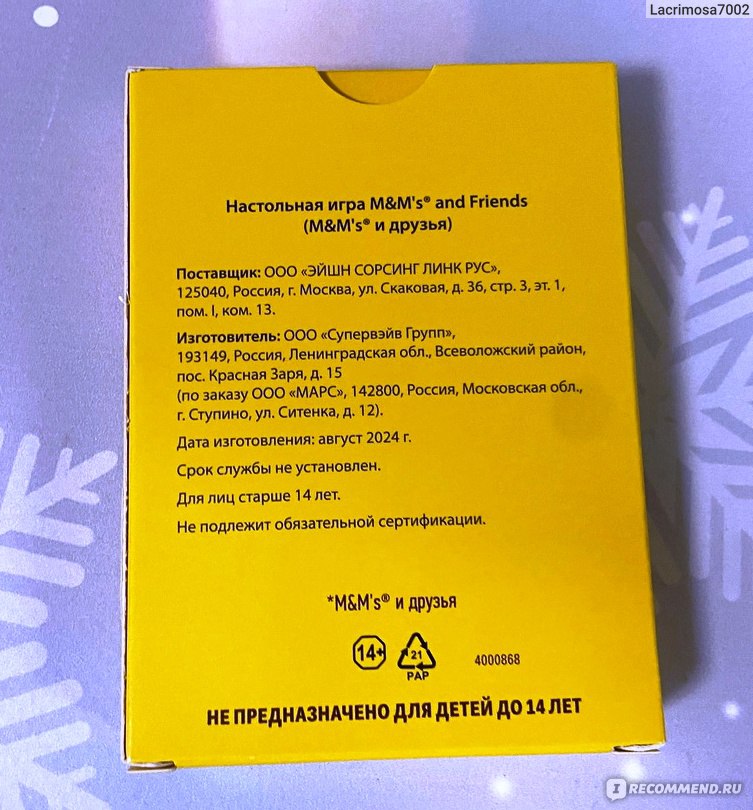 Lacrimosa7002
Настольная игра M&M's® and Friends
(M&M's® и друзья)
Поставщик: ООО «ЭЙШН СОРСИНГ ЛИНК РУС»,
125040, Россия, г. Москва, ул. Скаковая, д. 36, стр. 3, эт. 1,
пом. I, ком. 13.
Изготовитель: ООО «Супервэйв Групп»,
193149, Россия, Ленинградская обл., Всеволожский район,
пос. Красная Заря, д. 15
(по заказу ООО «МАРС», 142800, Россия, Московская обл.,
г. Ступино, ул. Ситенка, д. 12).
Дата изготовления: август 2024 г.
Срок службы не установлен.
Для лиц старше 14 лет.
Не подлежит обязательной сертификации.
*M&M's® и друзья
14+
21
PAP
4000868
НЕ ПРЕДНАЗНАЧЕНО ДЛЯ ДЕТЕЙ ДО 14 ЛЕТ
IRECOMMEND.RU